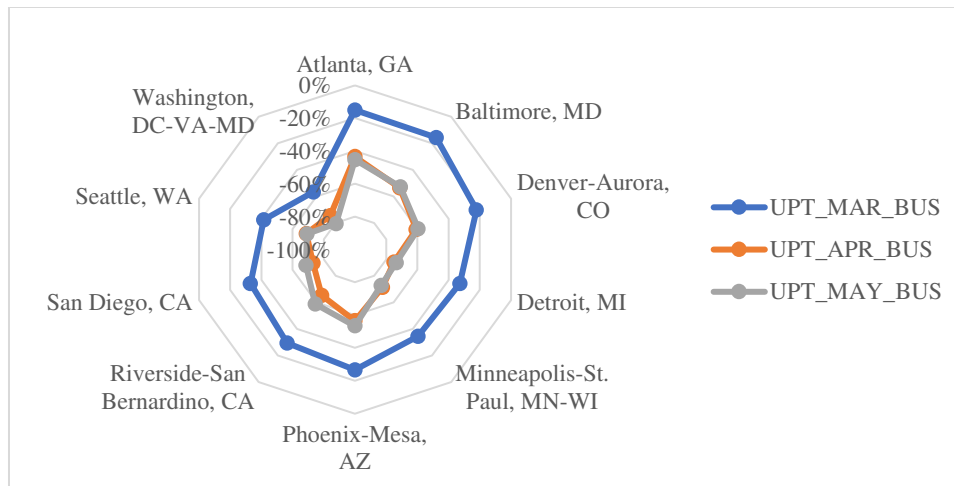 Atlanta, GA
0%
Washington,
DC-VA-MD
-20%
Baltimore, MD
-40%
Seattle, WA
-60%
Denver-Aurora,
CO
-80%
-100%
UPT_MAR_BUS
UPT_APR_BUS
UPT_MAY_BUS
San Diego, CA
Detroit, MI
Riverside-San
Bernardino, CA
Minneapolis-St.
Paul, MN-WI
Phoenix-Mesa,
AZ